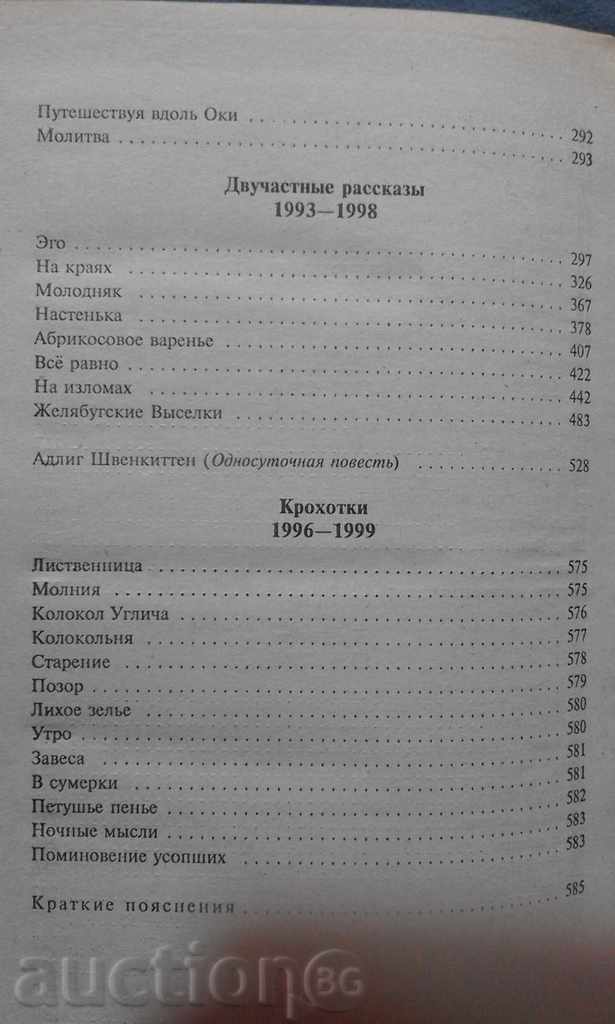 Путешествуя вдоль Оки 292
Молитва 293
Двучастные рассказы
1993—1998
Эго 297
На краях 326
Молодняк 367
Настенька 378
Абрикосовое варенье 407
Всё равно 422
На изломах 442
Желябугские Выселки 483
Адлиг Швенкиттен (Односуточная повесть) 528
Крохотки
1996—1999
Лиственница 575
Молния 575
Колокол Углича 576
Колокольня 577
Старение 578
Позор 579
Лихое зелье 580
Утро 580
Завеса 581
В сумерки 581
Петушье пенье 582
Ночные мысли 583
Поминовение усопших 583
Краткие пояснения 585
auction BG